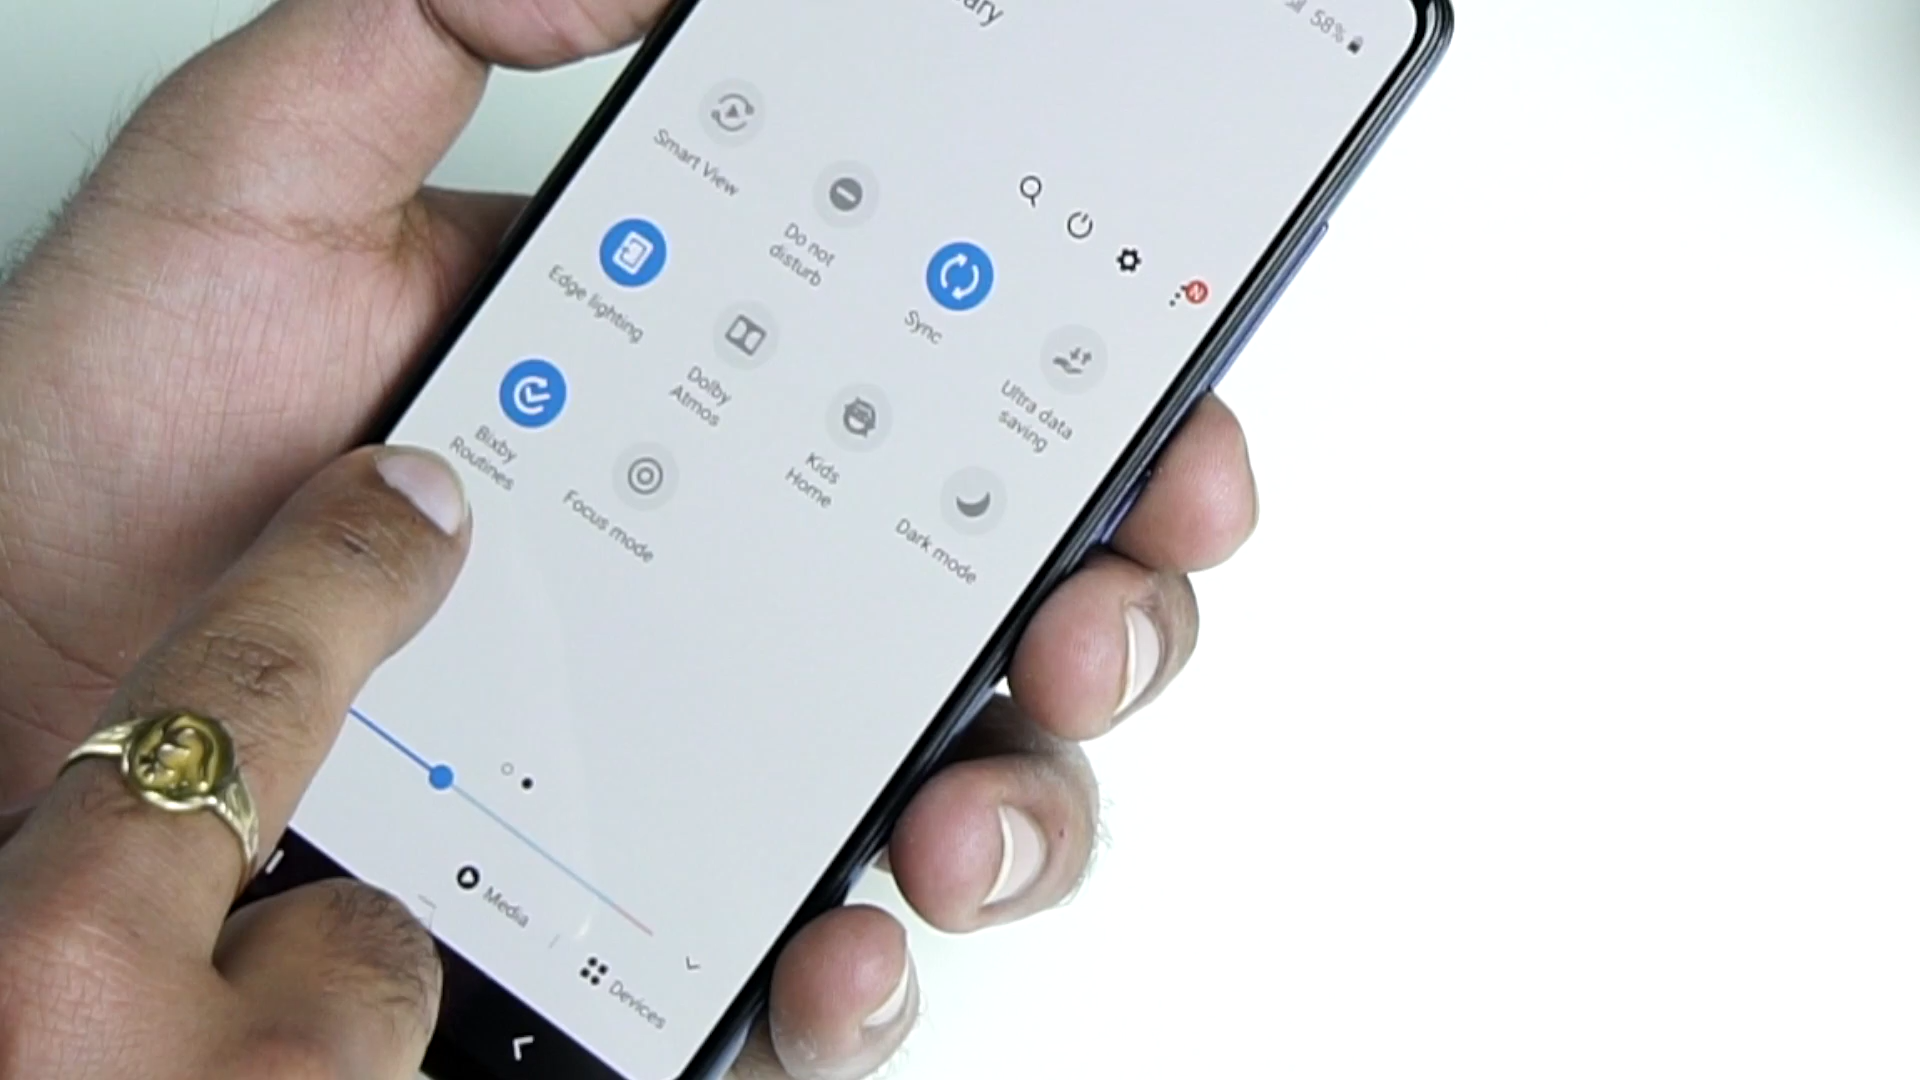 58%
Smart View
Do not
disturb
Sync
Ultra data
saving
N
Edge lighting
Dolby
Atmos
Kids
Home
Dark mode
Bixby
Routines
Focus mode
Media
Devices